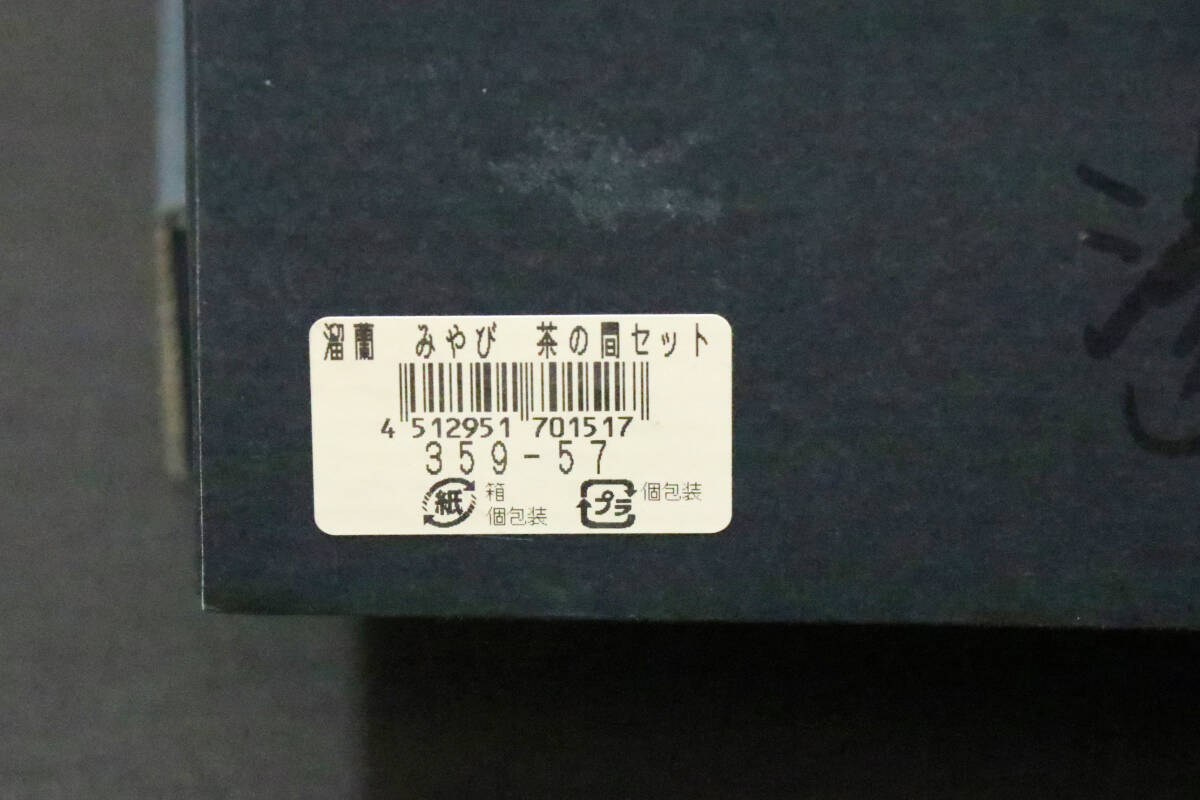 溜蘭 みやび 茶の間セット
4 512951 701517
359-57
紙 箱 個包装
プラ 個包装